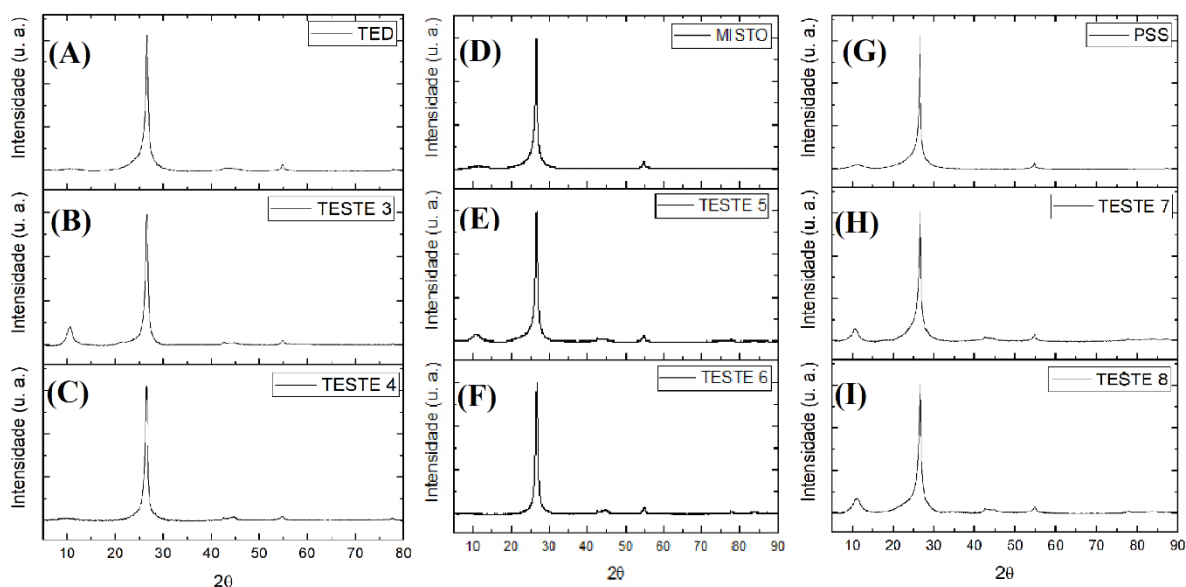 (A)
TED
Intensidade (u. a.)
(B)
TESTE 3
Intensidade (u. a.)
(C)
TESTE 4
Intensidade (u. a.)
10 20 30 40 50 60 70 80
2θ
(D)
MISTO
Intensidade (u. a.)
(E)
TESTE 5
Intensidade (u. a.)
(F)
TESTE 6
Intensidade (u. a.)
10 20 30 40 50 60 70 80 90
2θ
(G)
PSS
Intensidade (u. a.)
(H)
TESTE 7
Intensidade (u. a.)
(I)
TESTE 8
Intensidade (u. a.)
10 20 30 40 50 60 70 80 90
2θ